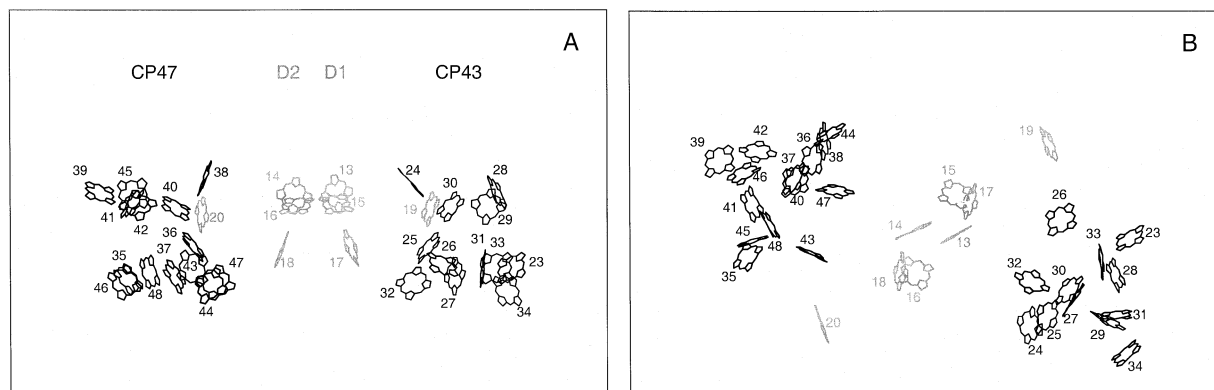 A
CP47 D2 D1 CP43
39 45 40 38 14 13 24 30 28
41 42 20 16 15 19 29
36 25 26 31 33
35 37 43 47 18 17 23
46 48 44 32 27 34
B
19
39 42 36 44 15 17 26
46 37 38
41 40 47 14 13 33 23
45 48 43
35 18 16 32 30 28
20 27 31
24 25 29 34